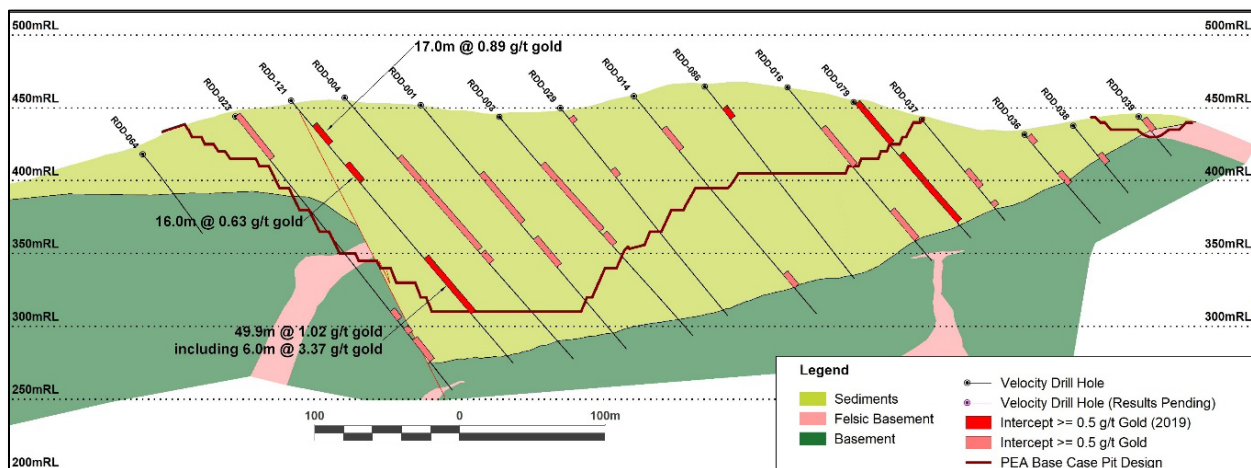 500mRL
500mRL
17.0m @ 0.89 g/t gold
RDD-064
RDD-023
RDD-121
RDD-004
RDD-001
RDD-003
RDD-029
RDD-014
RDD-086
RDD-016
RDD-079
RDD-037
RDD-036
RDD-038
RDD-039
450mRL
450mRL
400mRL
400mRL
16.0m @ 0.63 g/t gold
350mRL
350mRL
300mRL
300mRL
49.9m @ 1.02 g/t gold
including 6.0m @ 3.37 g/t gold
250mRL
100
0
100m
200mRL
Legend
Sediments
Felsic Basement
Basement
Velocity Drill Hole
Velocity Drill Hole (Results Pending)
Intercept >= 0.5 g/t Gold (2019)
Intercept >= 0.5 g/t Gold
PEA Base Case Pit Design